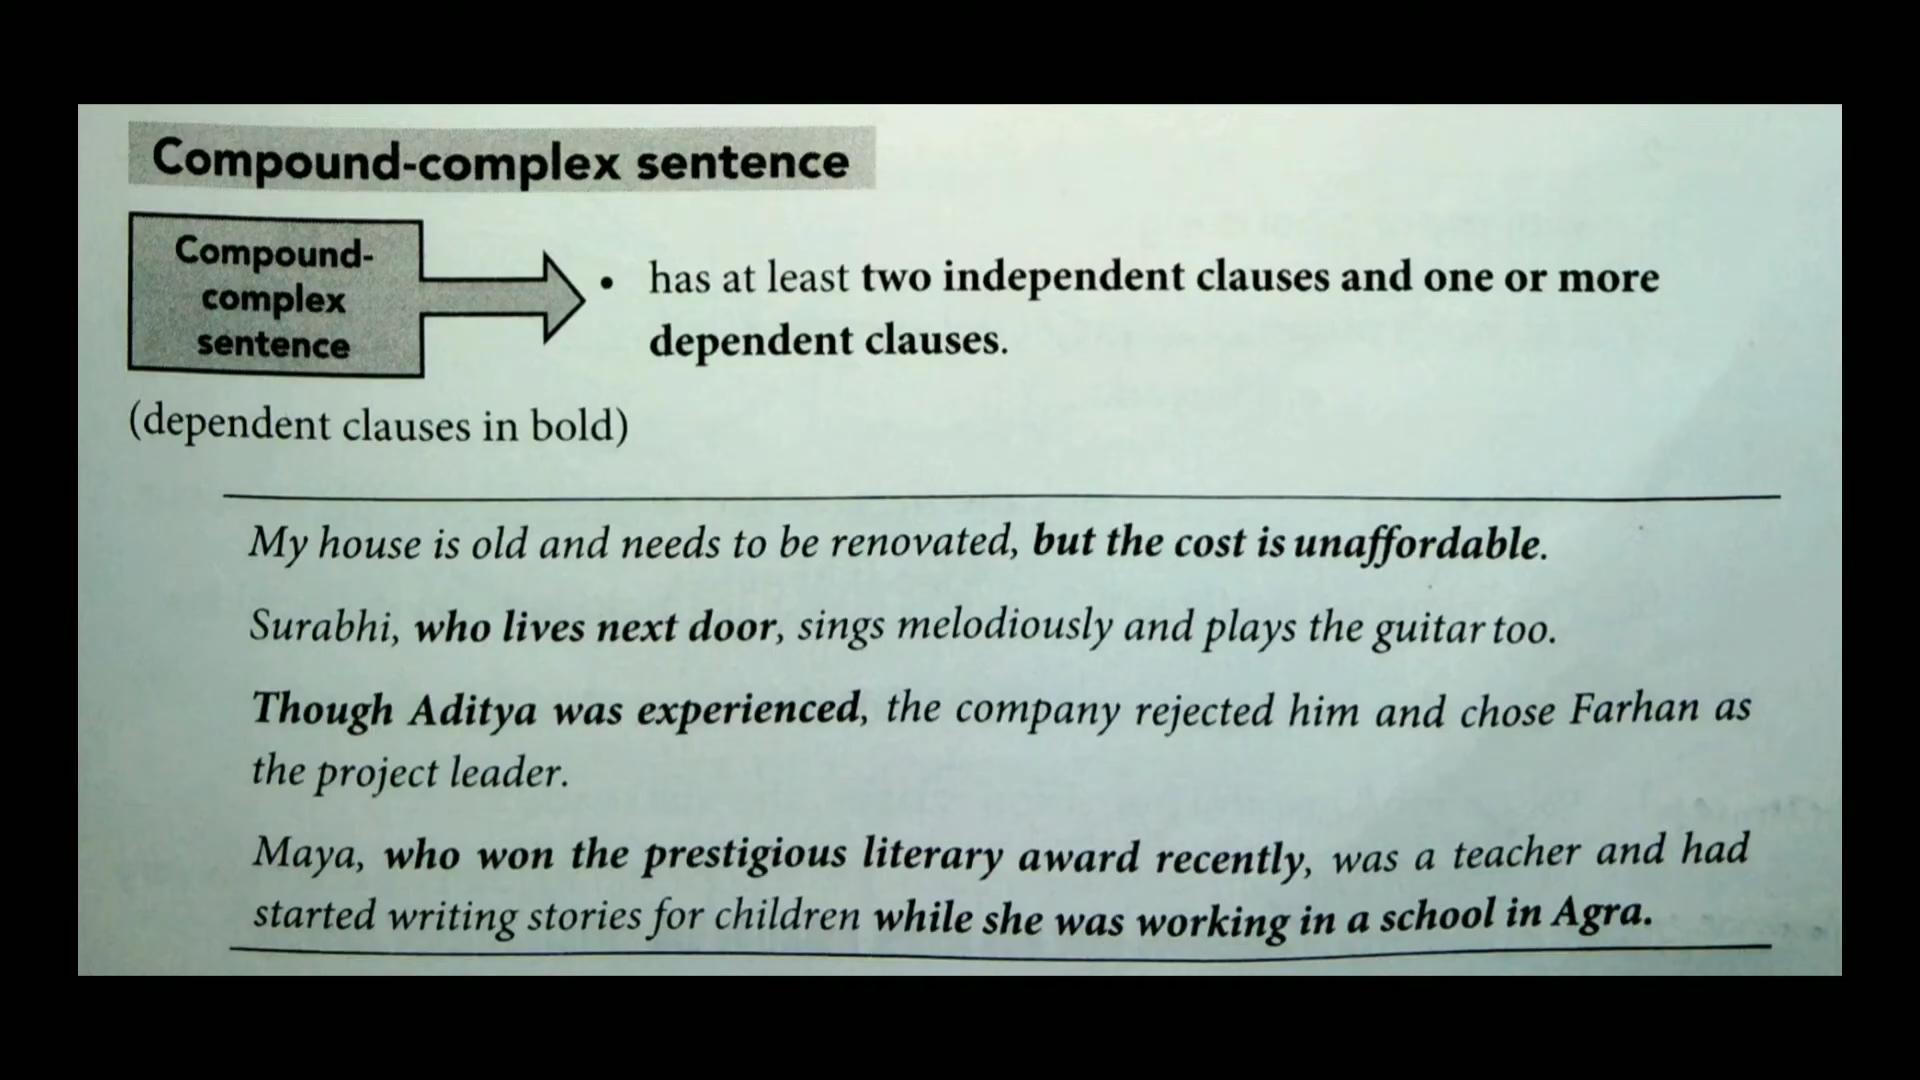 Compound-complex sentence
Compound-
complex
sentence
• has at least two independent clauses and one or more
dependent clauses.
(dependent clauses in bold)
My house is old and needs to be renovated, but the cost is unaffordable.
Surabhi, who lives next door, sings melodiously and plays the guitar too.
Though Aditya was experienced, the company rejected him and chose Farhan as
the project leader.
Maya, who won the prestigious literary award recently, was a teacher and had
started writing stories for children while she was working in a school in Agra.